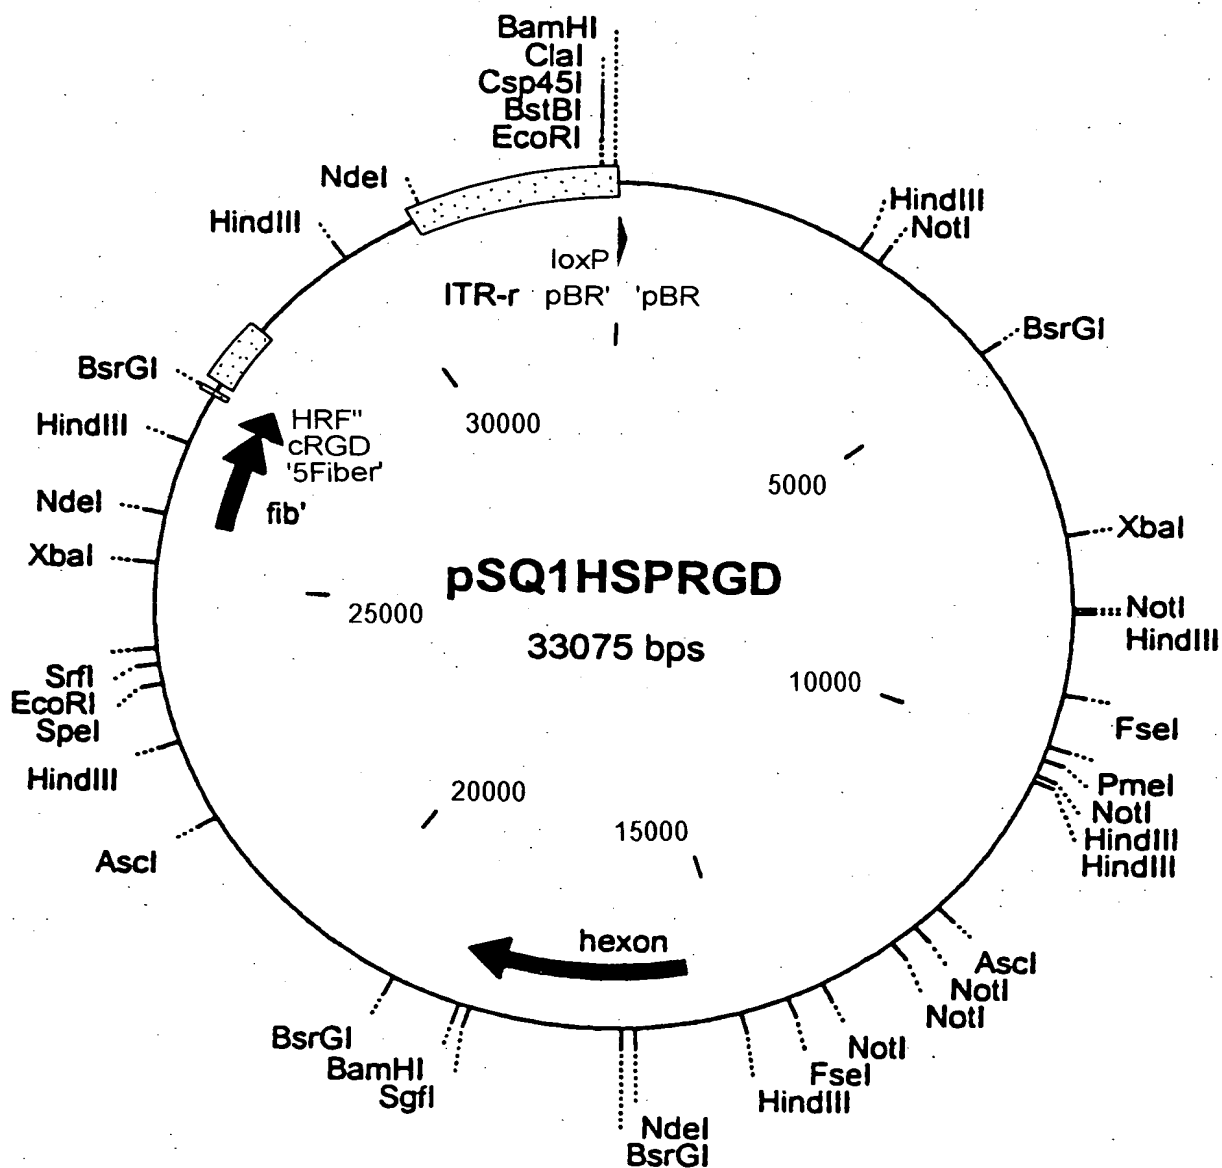 BamHI
ClaI
Csp45I
BstBI
EcoRI
NdeI
HindIII
HindIII
NotI
loxP
ITR-r pBR' 'pBR
BsrGI
BsrGI
HindIII
HRF"
cRGD
'5Fiber'
30000
5000
NdeI
fib'
XbaI
XbaI
pSQ1HSPRGD
25000
33075 bps
NotI
HindIII
10000
SrfI
EcoRI
SpeI
FseI
HindIII
20000
15000
PmeI
NotI
HindIII
HindIII
AscI
hexon
AscI
NotI
NotI
BsrGI
BamHI
SgfI
NotI
FseI
HindIII
NdeI
BsrGI